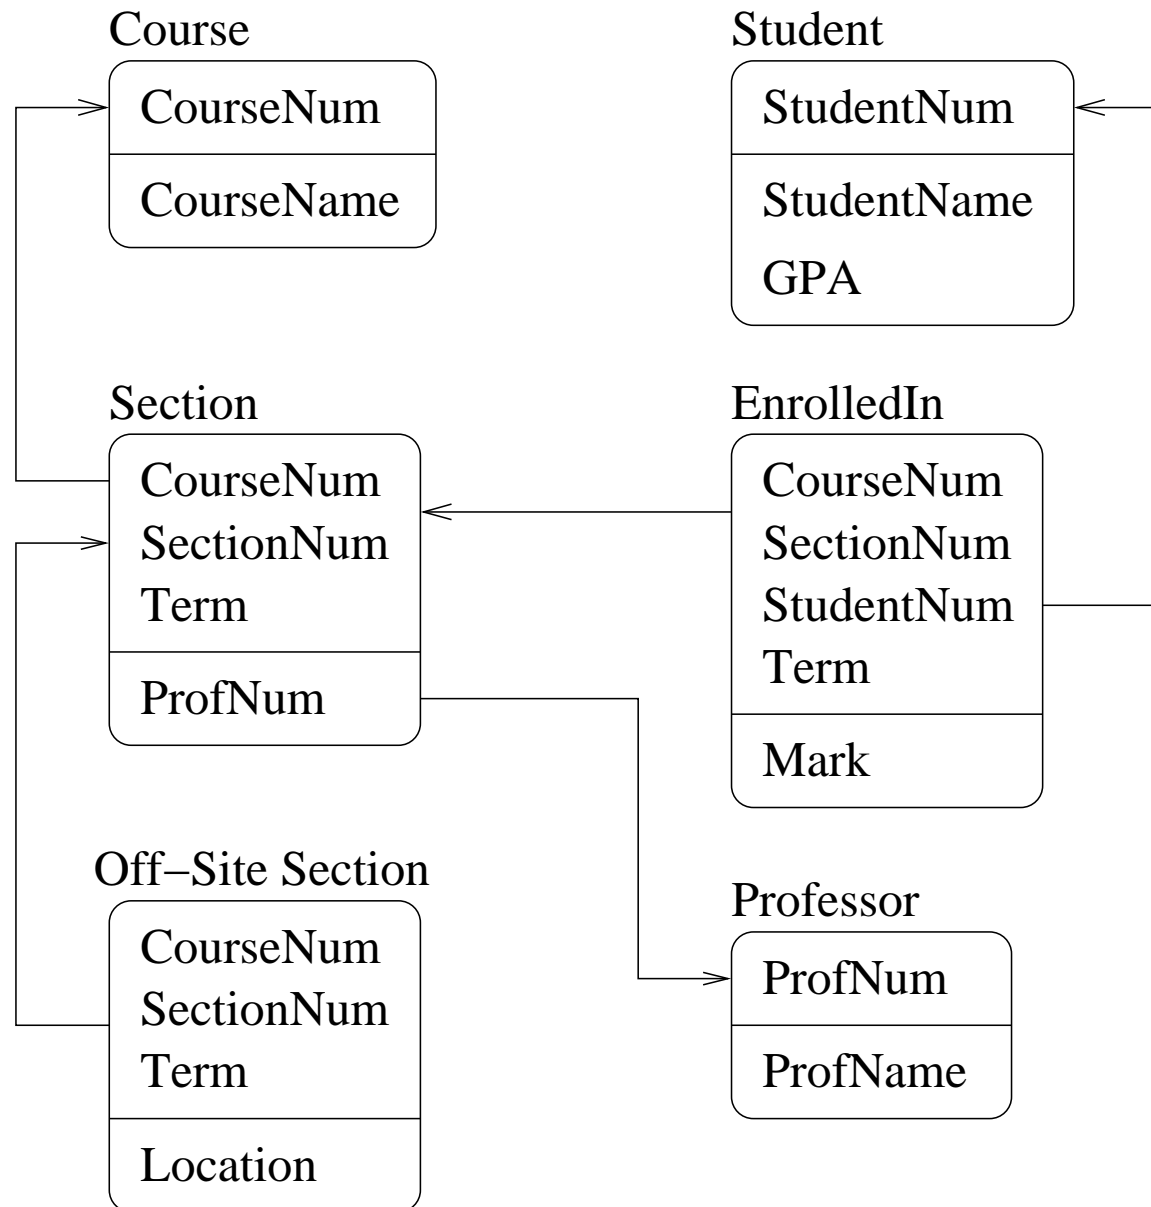 Course
CourseNum
CourseName
Student
StudentNum
StudentName
GPA
Section
CourseNum
SectionNum
Term
ProfNum
EnrolledIn
CourseNum
SectionNum
StudentNum
Term
Mark
Off−Site Section
CourseNum
SectionNum
Term
Location
Professor
ProfNum
ProfName